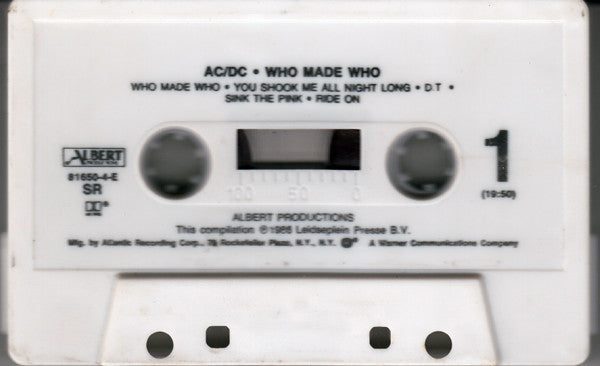 AC/DC • WHO MADE WHO
WHO MADE WHO • YOU SHOOK ME ALL NIGHT LONG • D.T •
SINK THE PINK • RIDE ON
ALBERT
81650-4-E
SR
1
(19:50)
100 50 0
ALBERT PRODUCTIONS
This compilation ℗1986 Leidseplein Presse B.V.
Mfg. by Atlantic Recording Corp., 75 Rockefeller Plaza, N.Y., N.Y. A Warner Communications Company